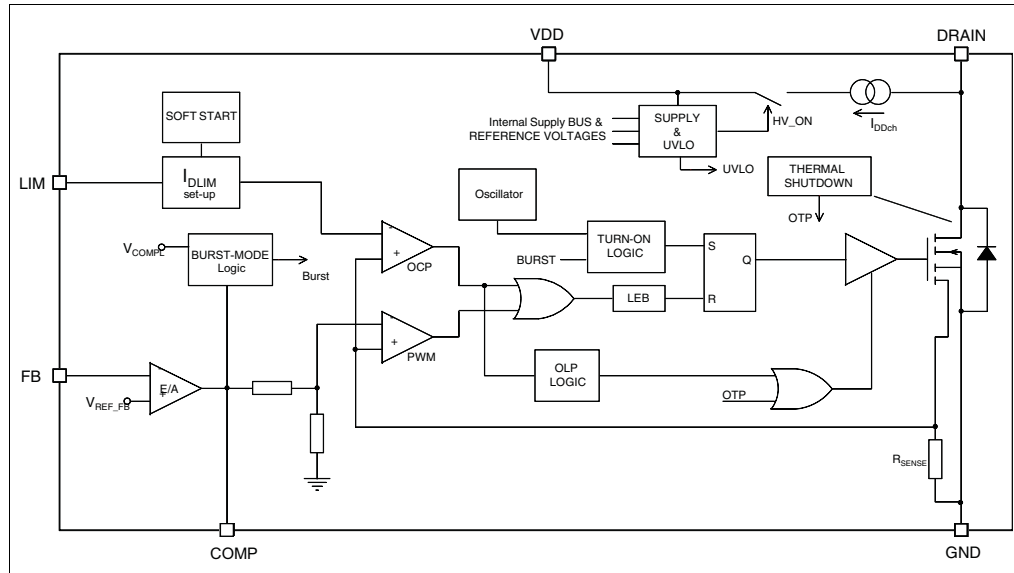 VDD
DRAIN
SOFT START
Internal Supply BUS &
REFERENCE VOLTAGES
SUPPLY
&
UVLO
HV_ON
IDDch
UVLO
LIM
IDLIM
set-up
Oscillator
THERMAL
SHUTDOWN
OTP
VCOMPL
BURST-MODE
Logic
Burst
-
+
OCP
BURST
TURN-ON
LOGIC
S
R
Q
LEB
-
+
PWM
FB
-
E/A
+
VREF_FB
OLP
LOGIC
OTP
RSENSE
COMP
GND